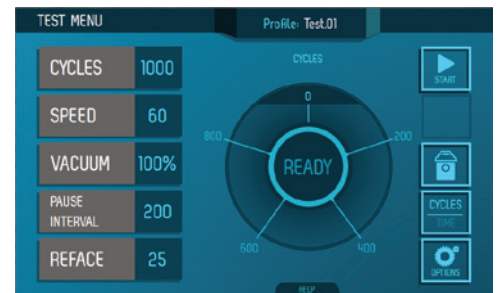 TEST MENU
Profile: Test.01
CYCLES 1000
SPEED 60
VACUUM 100%
PAUSE INTERVAL 200
REFACE 25
CYCLES
0
200
400
600
800
READY
START
CYCLES
TIME
OPTIONS
HELP